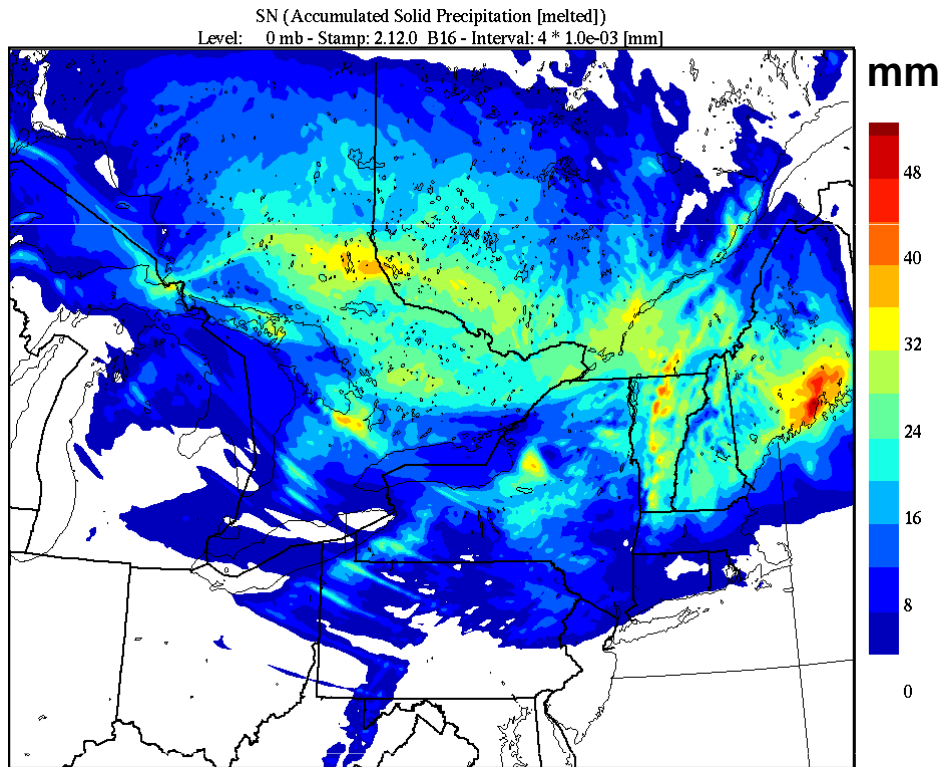 SN (Accumulated Solid Precipitation [melted])
Level: 0 mb - Stamp: 2.12.0 B16 - Interval: 4 * 1.0e-03 [mm]
mm
48
40
32
24
16
8
0